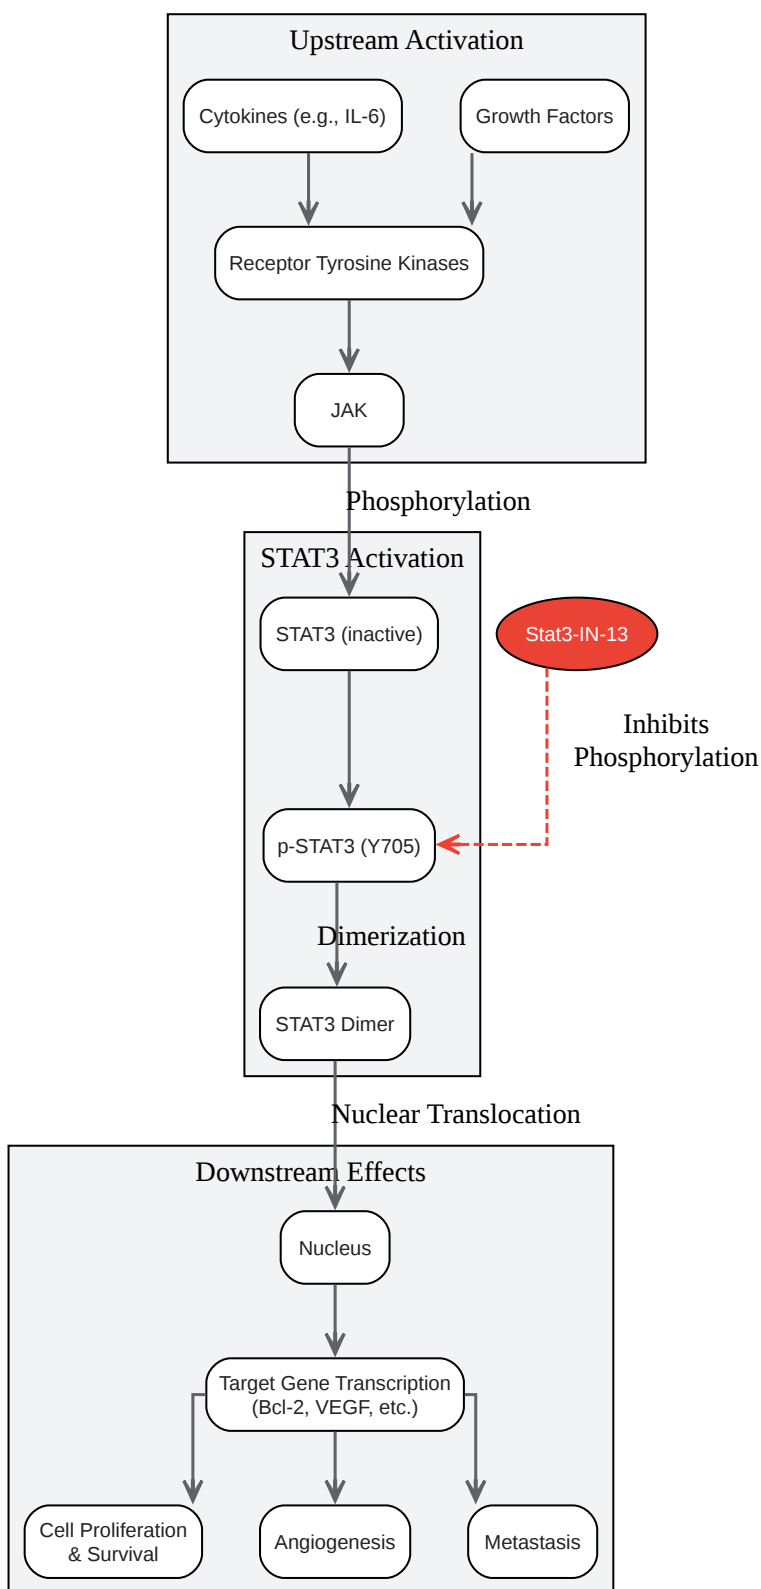 Upstream Activation
Cytokines (e.g., IL-6)
Growth Factors
Receptor Tyrosine Kinases
JAK
Phosphorylation
STAT3 Activation
STAT3 (inactive)
Stat3-IN-13
Inhibits
Phosphorylation
p-STAT3 (Y705)
Dimerization
STAT3 Dimer
Nuclear Translocation
Downstream Effects
Nucleus
Target Gene Transcription
(Bcl-2, VEGF, etc.)
Cell Proliferation
& Survival
Angiogenesis
Metastasis